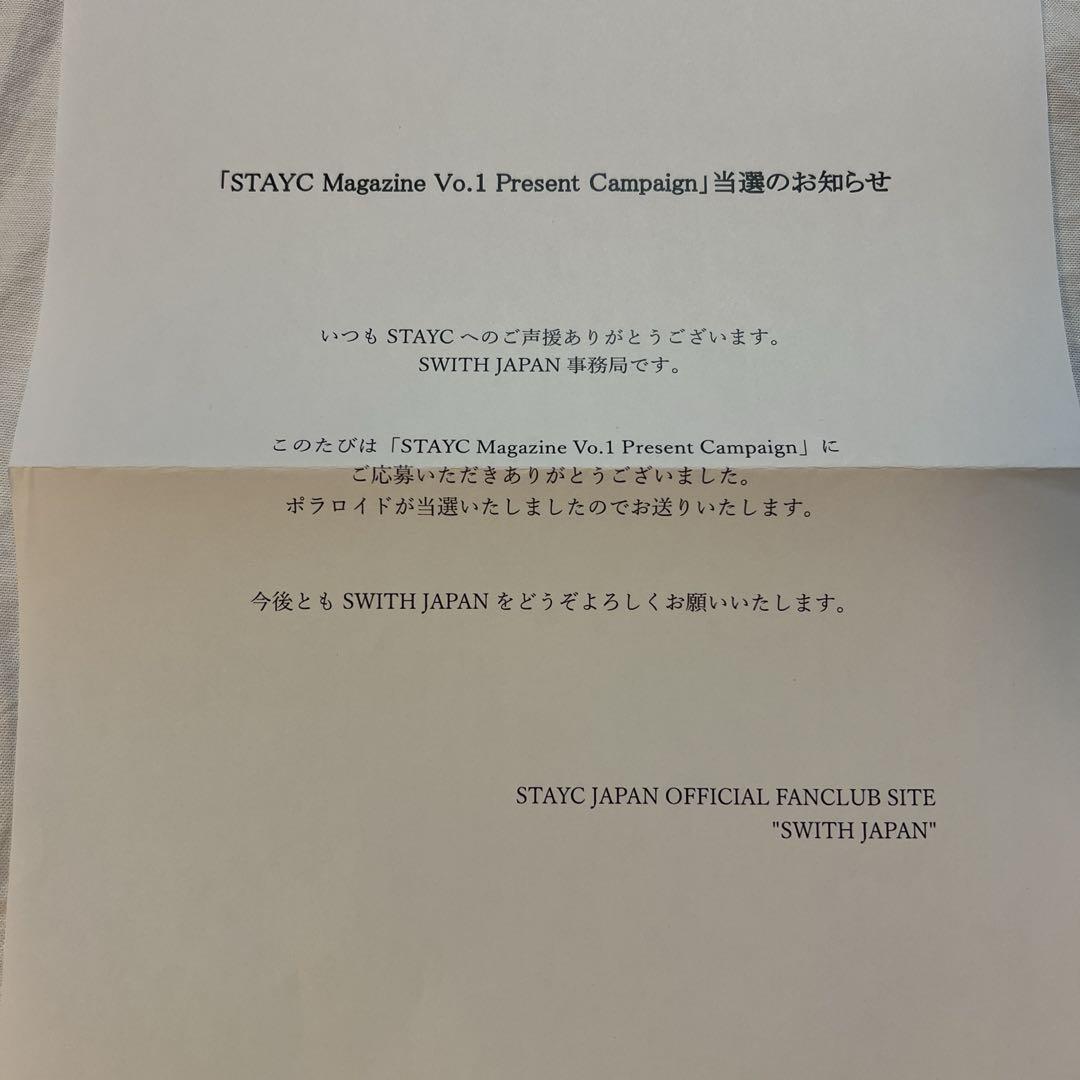 「STAYC Magazine Vo.1 Present Campaign」当選のお知らせ
いつも STAYC へのご声援ありがとうございます。
SWITH JAPAN 事務局です。
このたびは「STAYC Magazine Vo.1 Present Campaign」に
ご応募いただきありがとうございました。
ポラロイドが当選いたしましたのでお送りいたします。
今後とも SWITH JAPAN をどうぞよろしくお願いいたします。
STAYC JAPAN OFFICIAL FANCLUB SITE
"SWITH JAPAN"